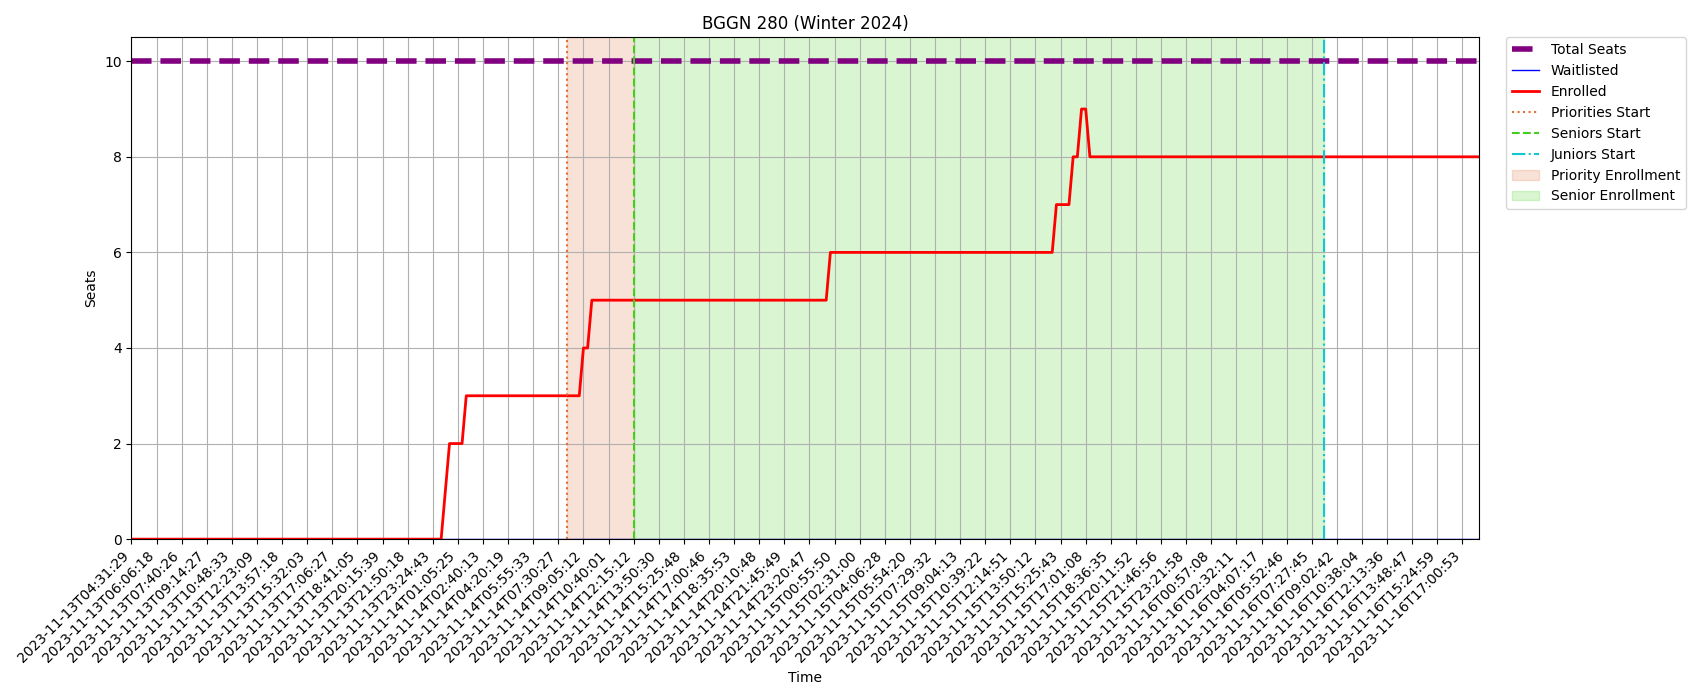 BGGN 280 (Winter 2024)
Total Seats
Waitlisted
Enrolled
Priorities Start
Seniors Start
Juniors Start
Priority Enrollment
Senior Enrollment
Seats
10
8
6
4
2
0
2023-11-13T04:31:29
2023-11-13T06:06:18
2023-11-13T07:40:26
2023-11-13T09:14:27
2023-11-13T10:48:33
2023-11-13T12:23:09
2023-11-13T13:57:18
2023-11-13T15:32:03
2023-11-13T17:06:27
2023-11-13T18:41:05
2023-11-13T20:15:39
2023-11-13T21:50:18
2023-11-13T23:24:43
2023-11-14T01:05:25
2023-11-14T02:40:13
2023-11-14T04:20:19
2023-11-14T05:55:33
2023-11-14T07:30:27
2023-11-14T09:05:12
2023-11-14T10:40:01
2023-11-14T12:15:12
2023-11-14T13:50:30
2023-11-14T15:25:48
2023-11-14T17:00:46
2023-11-14T18:35:53
2023-11-14T20:10:48
2023-11-14T21:45:49
2023-11-14T23:20:47
2023-11-15T00:55:50
2023-11-15T02:31:00
2023-11-15T04:06:28
2023-11-15T05:54:20
2023-11-15T07:29:32
2023-11-15T09:04:13
2023-11-15T10:39:22
2023-11-15T12:14:51
2023-11-15T13:50:12
2023-11-15T15:25:43
2023-11-15T17:01:08
2023-11-15T18:36:35
2023-11-15T20:11:52
2023-11-15T21:46:56
2023-11-15T23:21:58
2023-11-16T00:57:08
2023-11-16T02:32:11
2023-11-16T04:07:17
2023-11-16T05:52:46
2023-11-16T07:27:45
2023-11-16T09:02:42
2023-11-16T10:38:04
2023-11-16T12:13:36
2023-11-16T13:48:47
2023-11-16T15:24:59
2023-11-16T17:00:53
Time